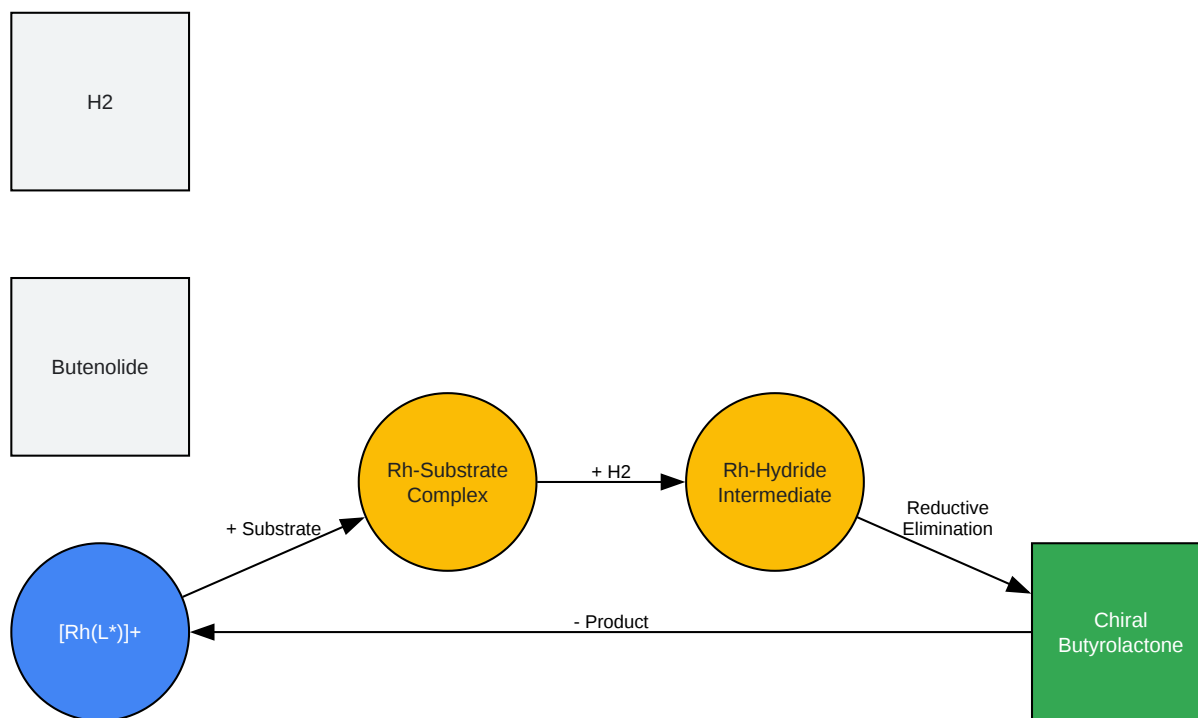 H2
Butenolide
Rh-Substrate
Complex
+ H2
Rh-Hydride
Intermediate
Reductive
Elimination
+ Substrate
[Rh(L*)]+
- Product
Chiral
Butyrolactone